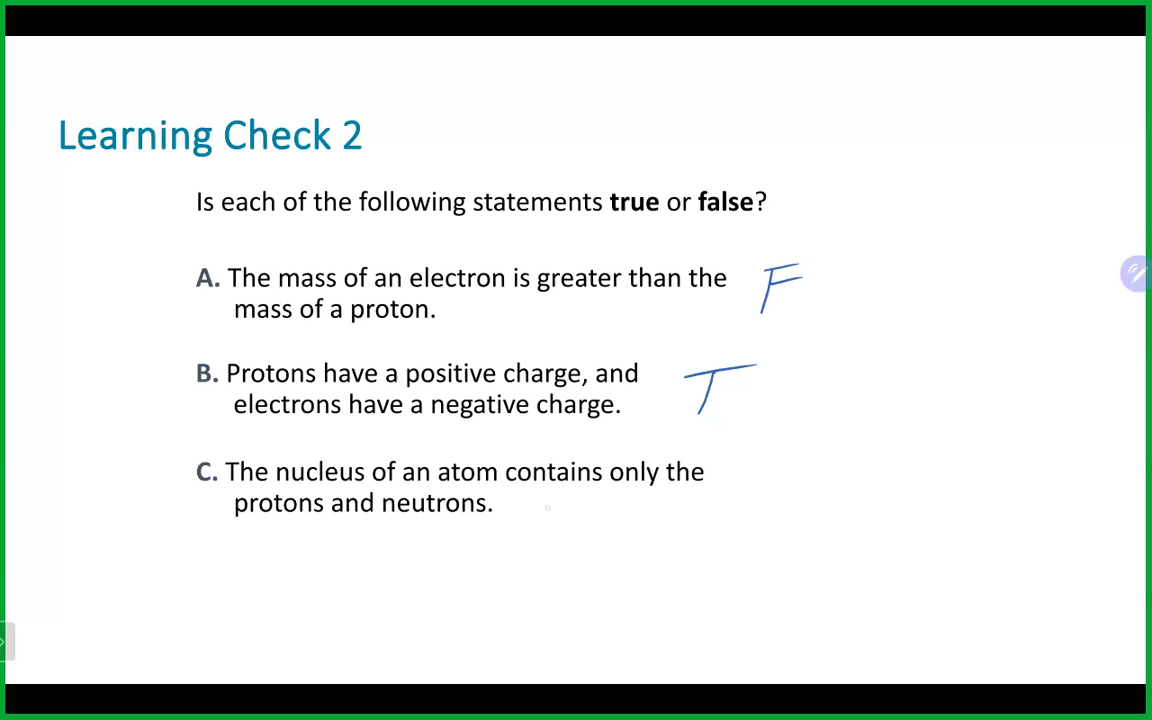 Learning Check 2
Is each of the following statements true or false?
A. The mass of an electron is greater than the F
mass of a proton.
B. Protons have a positive charge, and T
electrons have a negative charge.
C. The nucleus of an atom contains only the
protons and neutrons.